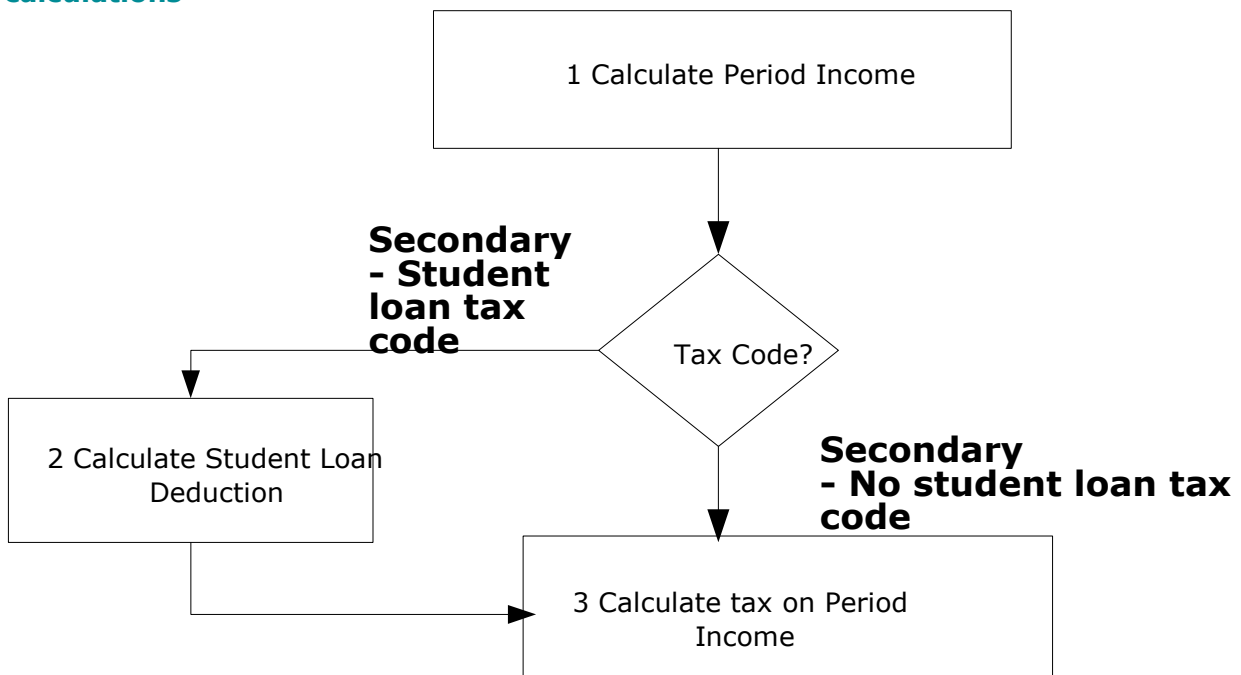 calculations
1 Calculate Period Income
Secondary
- Student
loan tax
code
Tax Code?
2 Calculate Student Loan
Deduction
Secondary
- No student loan tax
code
3 Calculate tax on Period
Income